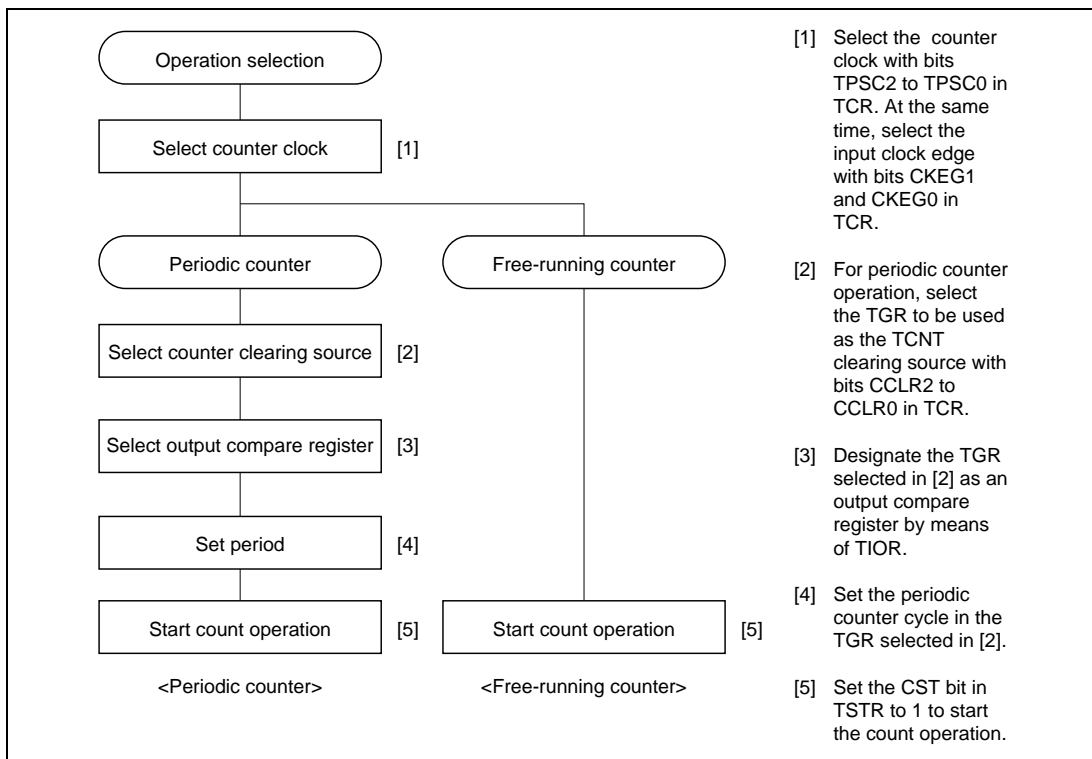 Operation selection
Select counter clock [1]
Periodic counter Free-running counter
Select counter clearing source [2]
Select output compare register [3]
Set period [4]
Start count operation [5] Start count operation [5]
<Periodic counter> <Free-running counter>
[1] Select the counter
clock with bits
TPSC2 to TPSC0 in
TCR. At the same
time, select the
input clock edge
with bits CKEG1
and CKEG0 in
TCR.
[2] For periodic counter
operation, select
the TGR to be used
as the TCNT
clearing source with
bits CCLR2 to
CCLR0 in TCR.
[3] Designate the TGR
selected in [2] as an
output compare
register by means
of TIOR.
[4] Set the periodic
counter cycle in the
TGR selected in [2].
[5] Set the CST bit in
TSTR to 1 to start
the count operation.